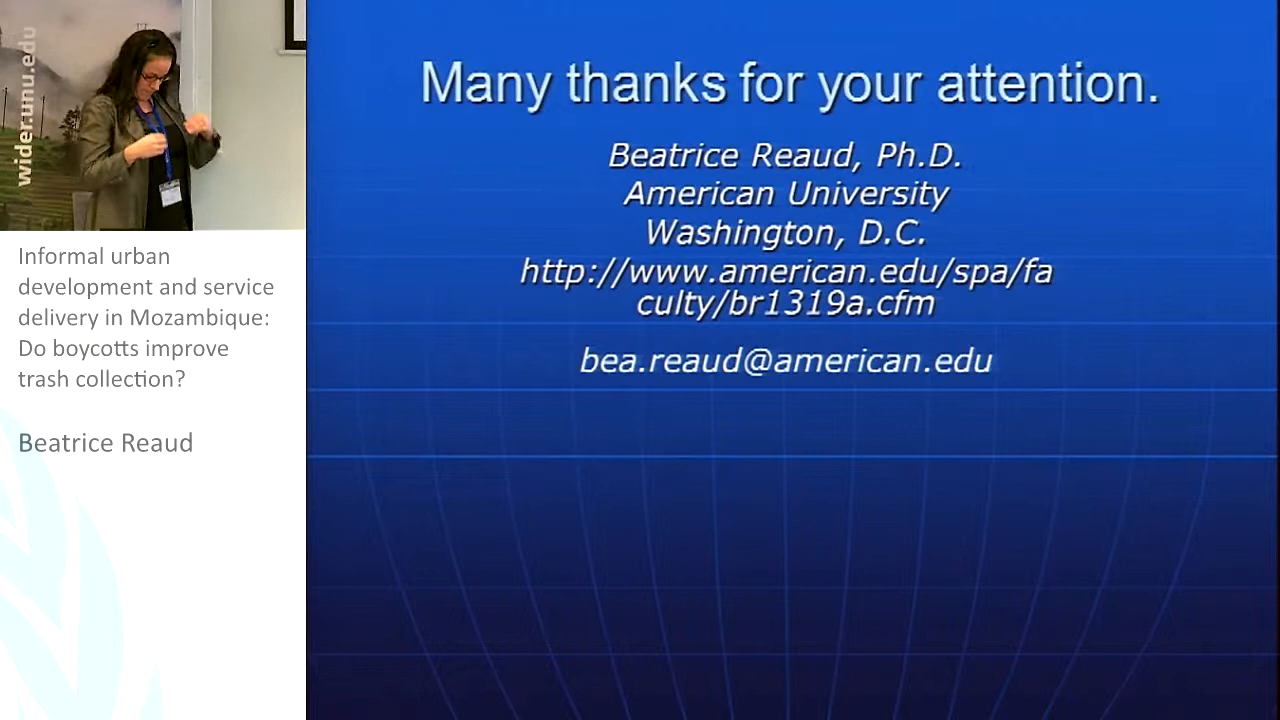 wider.unu.edu
Informal urban
development and service
delivery in Mozambique:
Do boycotts improve
trash collection?
Beatrice Reaud
Many thanks for your attention.
Beatrice Reaud, Ph.D.
American University
Washington, D.C.
http://www.american.edu/spa/fa
culty/br1319a.cfm
bea.reaud@american.edu